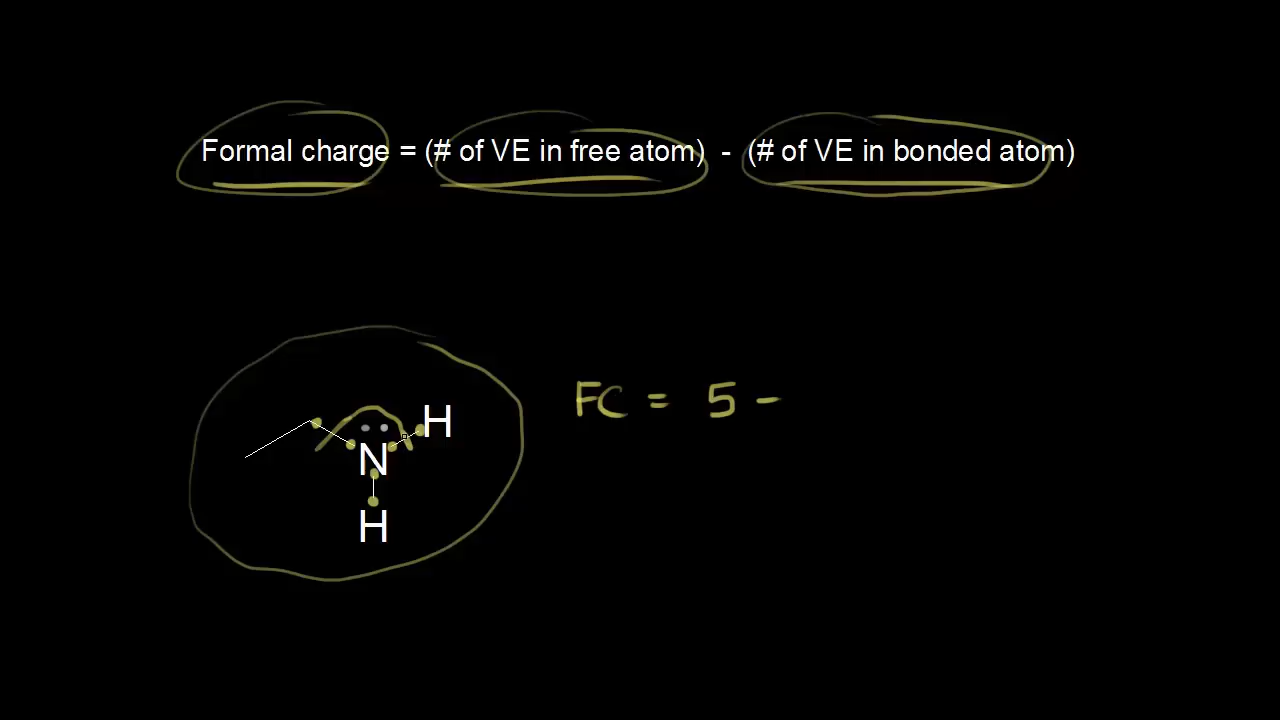 Formal charge = (# of VE in free atom) - (# of VE in bonded atom)
H
FC = 5 -
N
H